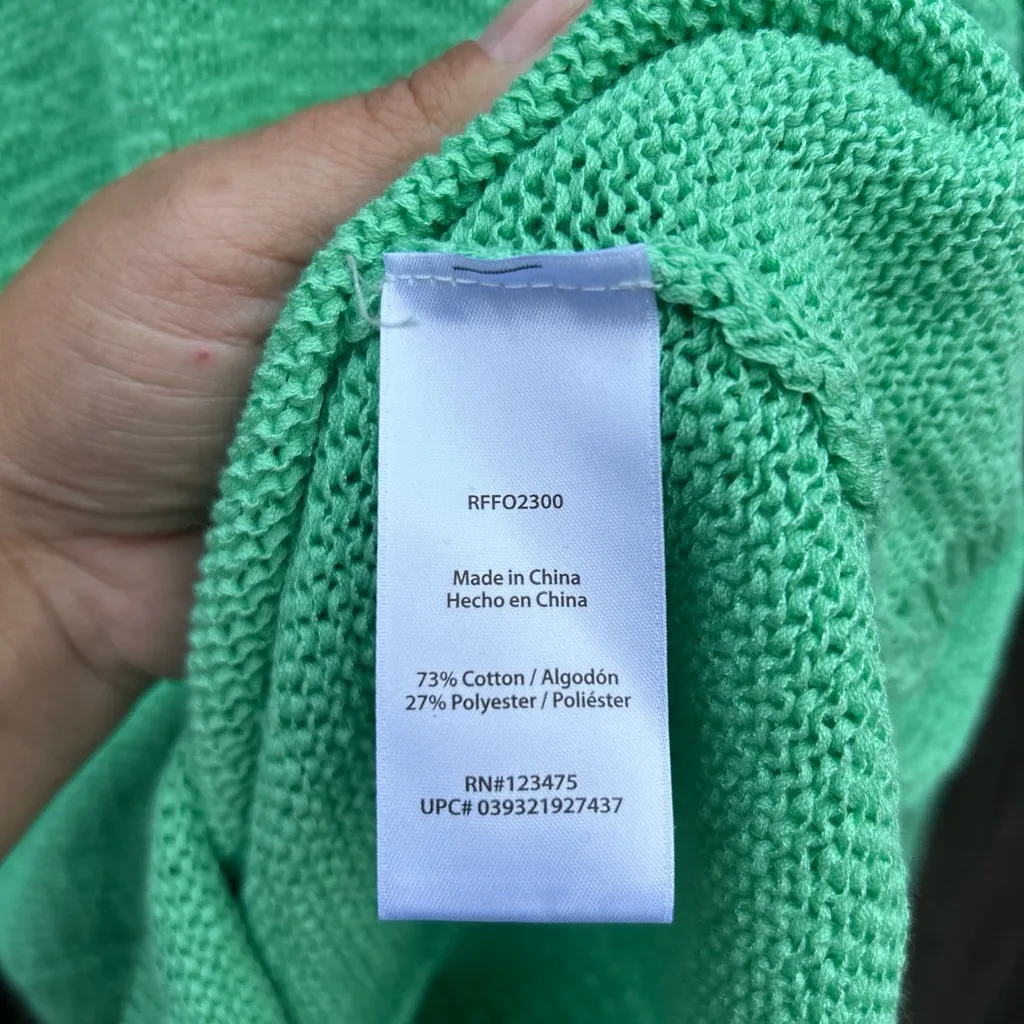 RFFO2300
Made in China
Hecho en China
73% Cotton / Algodón
27% Polyester / Poliéster
RN#123475
UPC# 039321927437